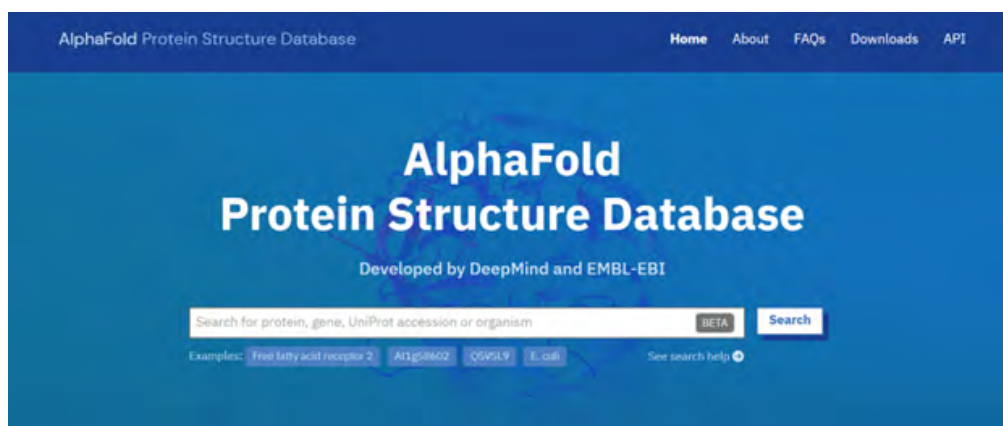 AlphaFold Protein Structure Database
Home About FAQs Downloads API
AlphaFold
Protein Structure Database
Developed by DeepMind and EMBL-EBI
Search for protein, gene, UniProt accession or organism BETA Search
Examples: Free fatty acid receptor 2 At1g58602 Q5VSL9 E. coli See search help